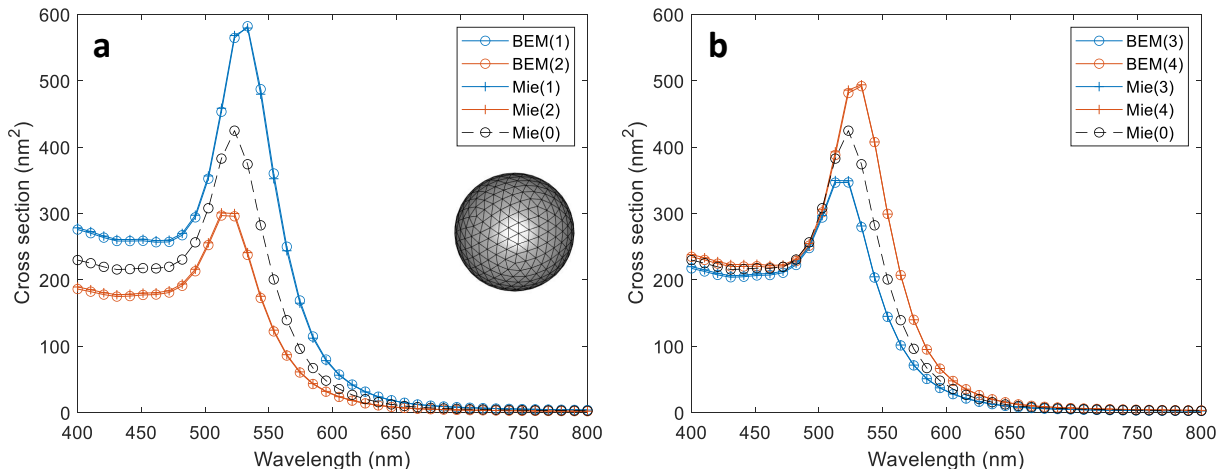 a
600
500
400
300
200
100
0
Cross section (nm²)
400 450 500 550 600 650 700 750 800
Wavelength (nm)
BEM(1)
BEM(2)
Mie(1)
Mie(2)
Mie(0)
b
600
500
400
300
200
100
0
Cross section (nm²)
400 450 500 550 600 650 700 750 800
Wavelength (nm)
BEM(3)
BEM(4)
Mie(3)
Mie(4)
Mie(0)